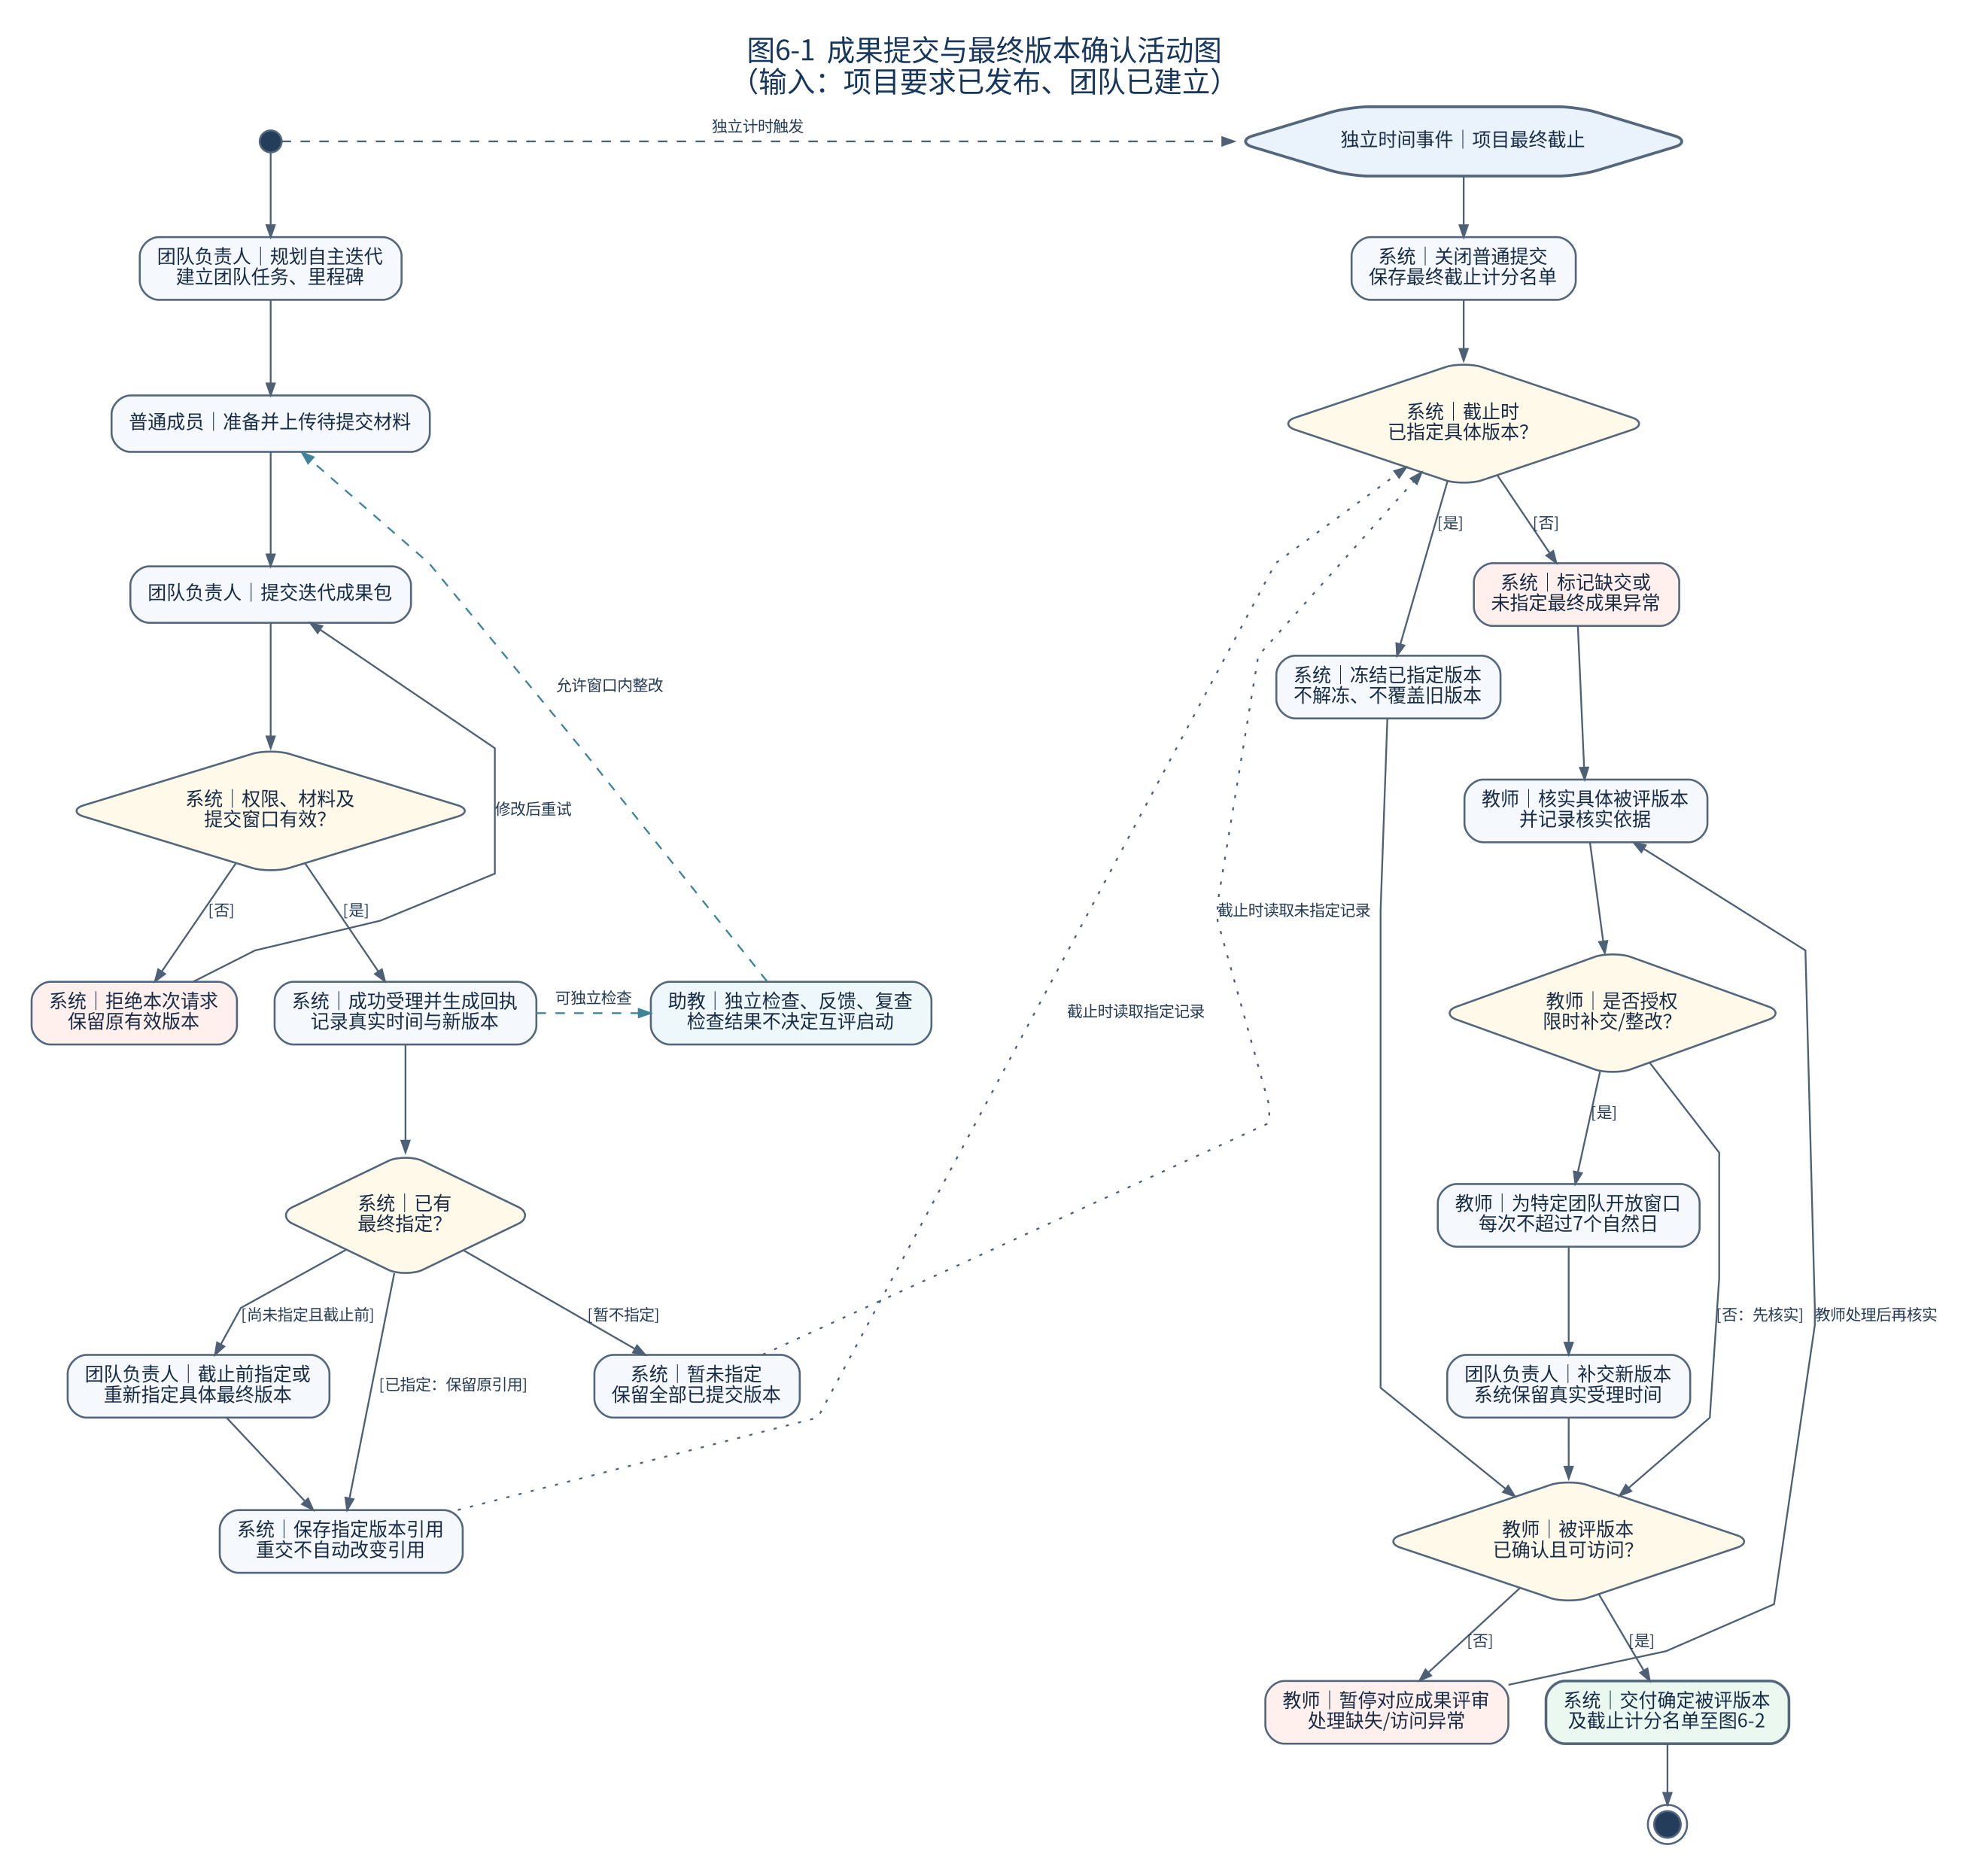 图6-1 成果提交与最终版本确认活动图
（输入：项目要求已发布、团队已建立）
独立计时触发
独立时间事件｜项目最终截止
团队负责人｜规划自主迭代
建立团队任务、里程碑
系统｜关闭普通提交
保存最终截止计分名单
普通成员｜准备并上传待提交材料
系统｜截止时
已指定具体版本？
[是]
[否]
团队负责人｜提交迭代成果包
系统｜标记缺交或
未指定最终成果异常
允许窗口内整改
系统｜冻结已指定版本
不解冻、不覆盖旧版本
系统｜权限、材料及
提交窗口有效？
修改后重试
教师｜核实具体被评版本
并记录核实依据
[否]
[是]
截止时读取未指定记录
系统｜拒绝本次请求
保留原有效版本
系统｜成功受理并生成回执
记录真实时间与新版本
可独立检查
助教｜独立检查、反馈、复查
检查结果不决定互评启动
截止时读取指定记录
教师｜是否授权
限时补交/整改？
[是]
系统｜已有
最终指定？
教师｜为特定团队开放窗口
每次不超过7个自然日
[尚未指定且截止前]
[暂不指定]
[否：先核实]
教师处理后再核实
团队负责人｜截止前指定或
重新指定具体最终版本
[已指定：保留原引用]
系统｜暂未指定
保留全部已提交版本
团队负责人｜补交新版本
系统保留真实受理时间
系统｜保存指定版本引用
重交不自动改变引用
教师｜被评版本
已确认且可访问？
[否]
[是]
教师｜暂停对应成果评审
处理缺失/访问异常
系统｜交付确定被评版本
及截止计分名单至图6-2